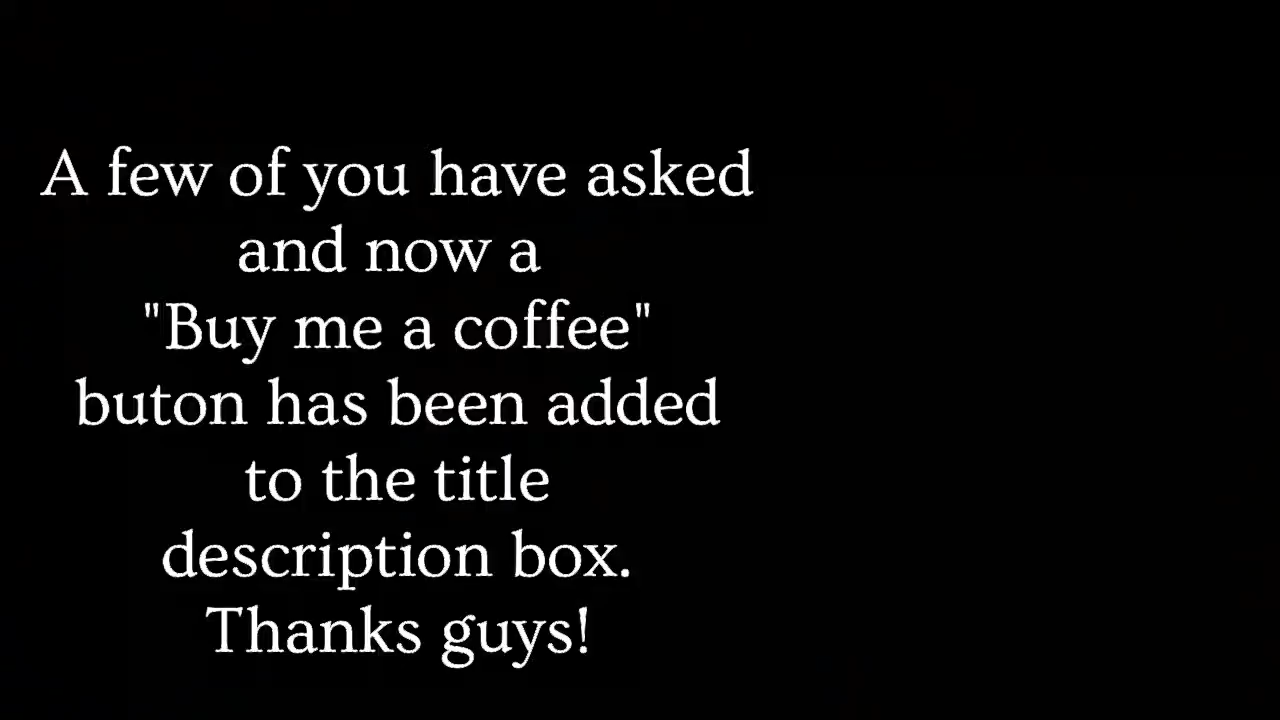 A few of you have asked
and now a
"Buy me a coffee"
buton has been added
to the title
description box.
Thanks guys!